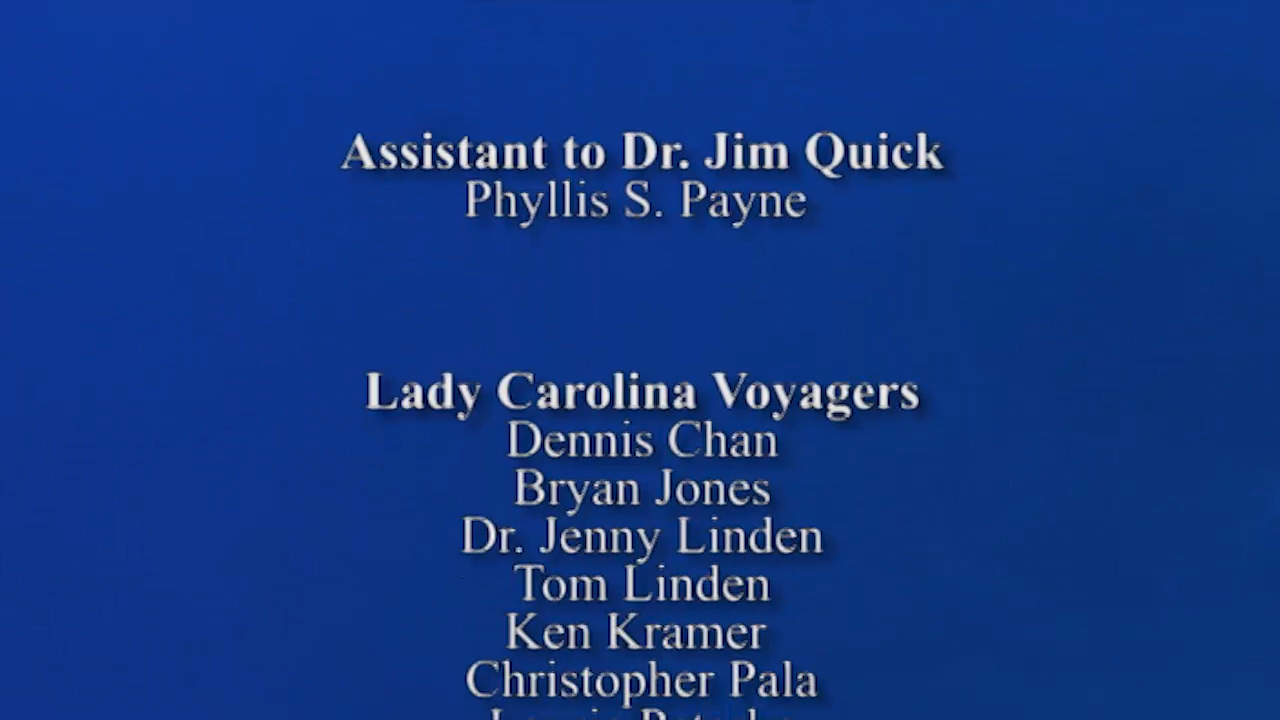 Assistant to Dr. Jim Quick
Phyllis S. Payne
Lady Carolina Voyagers
Dennis Chan
Bryan Jones
Dr. Jenny Linden
Tom Linden
Ken Kramer
Christopher Pala